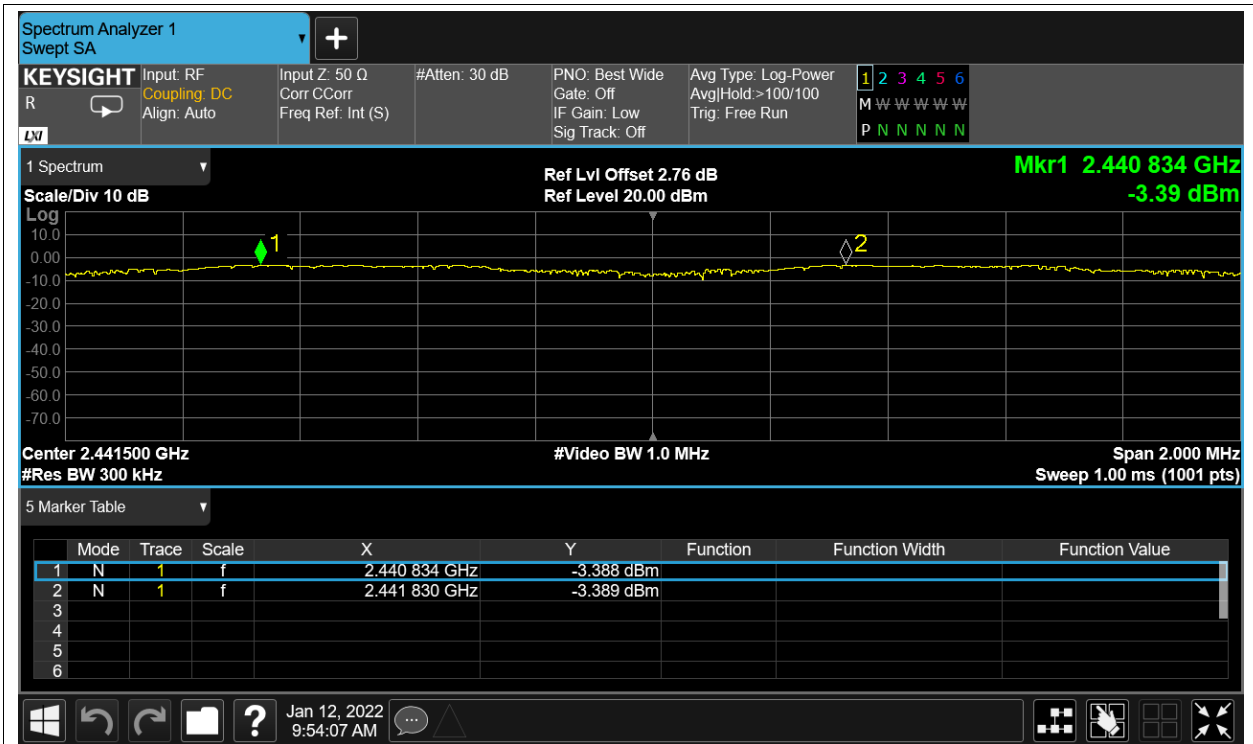 Spectrum Analyzer 1
Swept SA
KEYSIGHT
R
LXI
Input: RF
Coupling: DC
Align: Auto
Input Z: 50 Ω
Corr CCorr
Freq Ref: Int (S)
#Atten: 30 dB
PNO: Best Wide
Gate: Off
IF Gain: Low
Sig Track: Off
Avg Type: Log-Power
Avg|Hold:>100/100
Trig: Free Run
1 2 3 4 5 6
M W W W W W
P N N N N N
1 Spectrum
Scale/Div 10 dB
Ref Lvl Offset 2.76 dB
Ref Level 20.00 dBm
Mkr1 2.440 834 GHz
-3.39 dBm
Log
10.0
0.00
-10.0
-20.0
-30.0
-40.0
-50.0
-60.0
-70.0
1
2
Center 2.441500 GHz
#Res BW 300 kHz
#Video BW 1.0 MHz
Span 2.000 MHz
Sweep 1.00 ms (1001 pts)
5 Marker Table
Mode Trace Scale X Y Function Function Width Function Value
1 N 1 f 2.440 834 GHz -3.388 dBm
2 N 1 f 2.441 830 GHz -3.389 dBm
3
4
5
6
?
Jan 12, 2022
9:54:07 AM